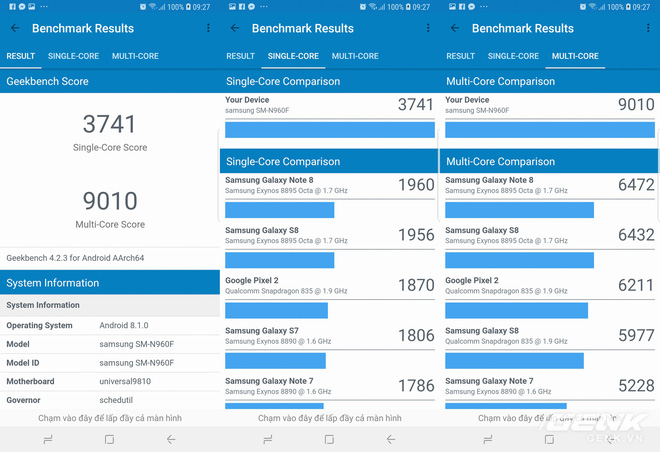 100% 09:27
Benchmark Results
RESULT SINGLE-CORE MULTI-CORE
Geekbench Score
3741
Single-Core Score
9010
Multi-Core Score
Geekbench 4.2.3 for Android AArch64
System Information
System Information
Operating System Android 8.1.0
Model samsung SM-N960F
Model ID samsung SM-N960F
Motherboard universal9810
Governor schedutil
Chạm vào đây để lấp đầy cả màn hình
100% 09:27
Benchmark Results
RESULT SINGLE-CORE MULTI-CORE
Single-Core Comparison
Your Device 3741
samsung SM-N960F
Single-Core Comparison
Samsung Galaxy Note 8 1960
Samsung Exynos 8895 Octa @ 1.7 GHz
Samsung Galaxy S8 1956
Samsung Exynos 8895 Octa @ 1.7 GHz
Google Pixel 2 1870
Qualcomm Snapdragon 835 @ 1.9 GHz
Samsung Galaxy S7 1806
Samsung Exynos 8890 @ 1.6 GHz
Samsung Galaxy Note 7 1786
Samsung Exynos 8890 @ 1.6 GHz
Chạm vào đây để lấp đầy cả màn hình
100% 09:27
Benchmark Results
RESULT SINGLE-CORE MULTI-CORE
Multi-Core Comparison
Your Device 9010
samsung SM-N960F
Multi-Core Comparison
Samsung Galaxy Note 8 6472
Samsung Exynos 8895 Octa @ 1.7 GHz
Samsung Galaxy S8 6432
Samsung Exynos 8895 Octa @ 1.7 GHz
Google Pixel 2 6211
Qualcomm Snapdragon 835 @ 1.9 GHz
Samsung Galaxy S8 5977
Qualcomm Snapdragon 835 @ 1.9 GHz
Samsung Galaxy Note 7 5228
Samsung Exynos 8890 @ 1.6 GHz
Chạm vào đây để lấp đầy cả màn hình
GENK
GENK.VN